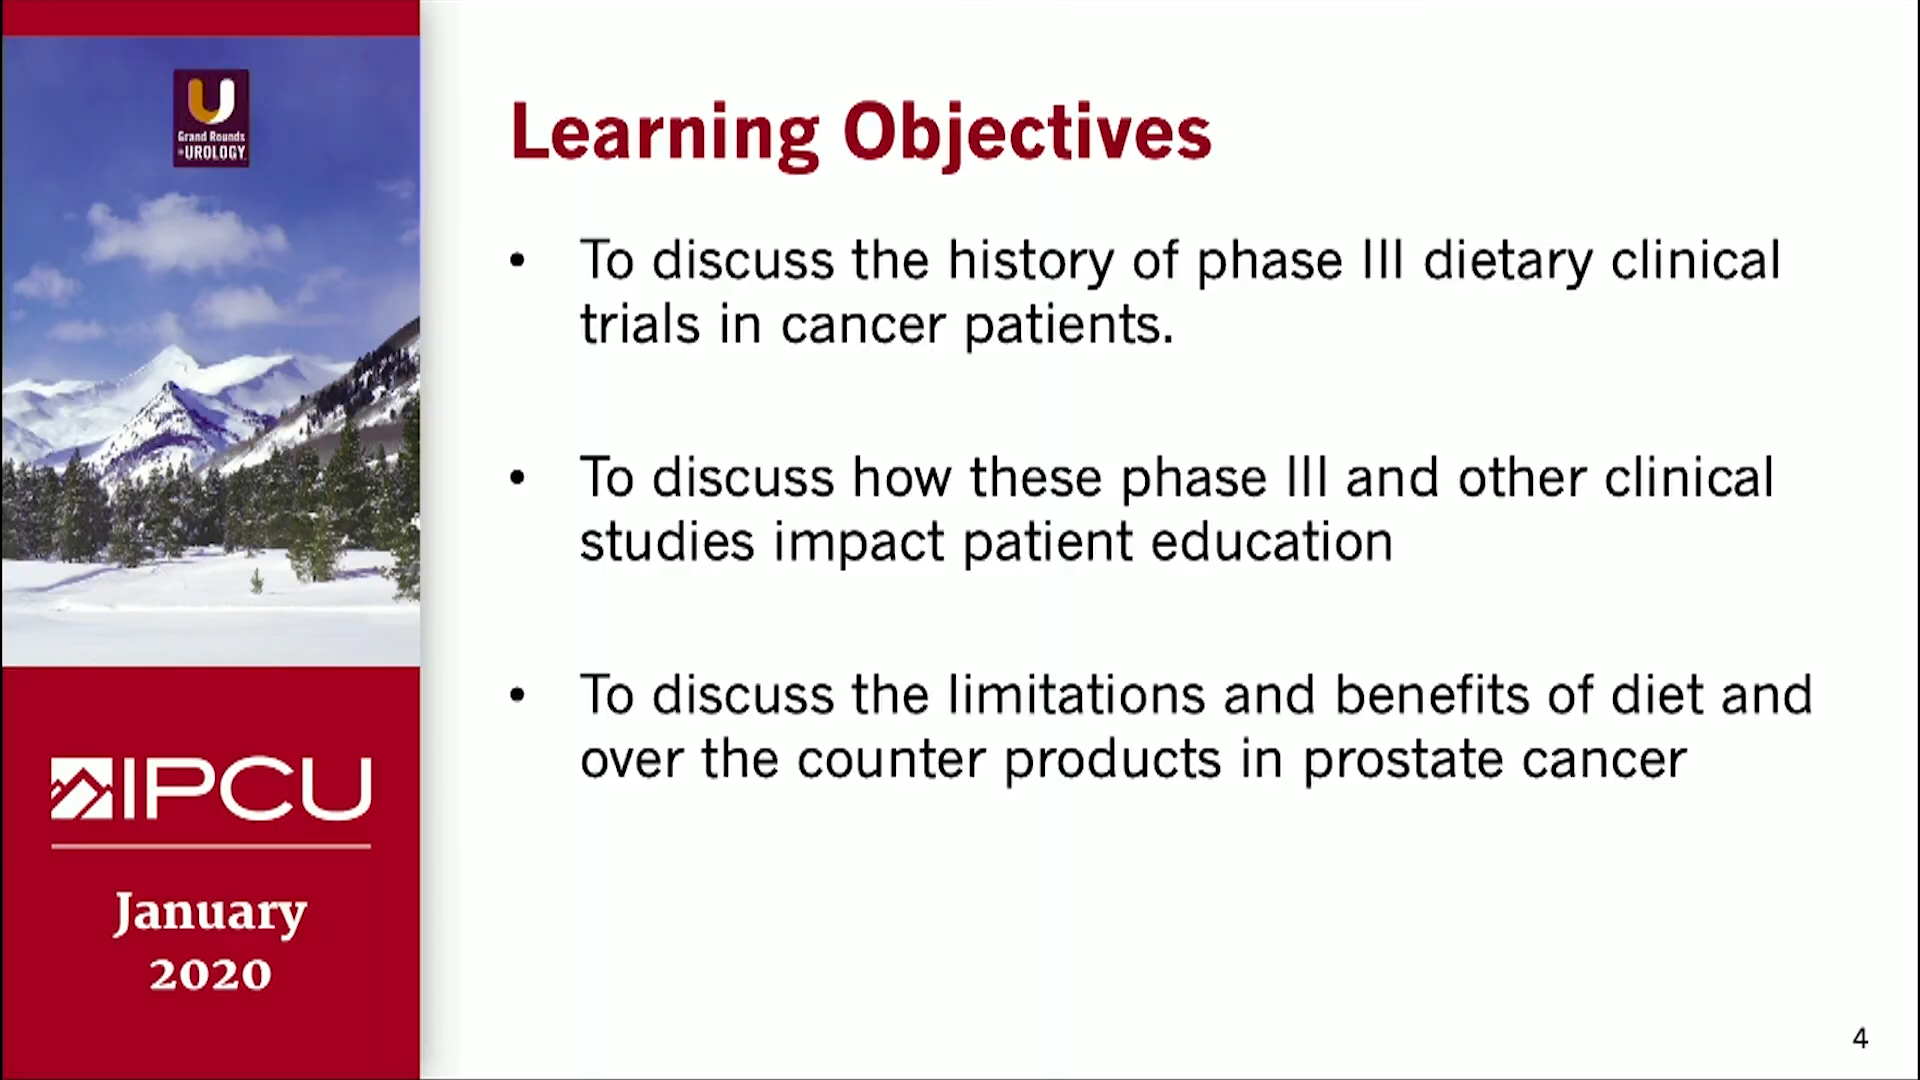 Grand Rounds
in UROLOGY
IPCU
January
2020
Learning Objectives
• To discuss the history of phase III dietary clinical
trials in cancer patients.
• To discuss how these phase III and other clinical
studies impact patient education
• To discuss the limitations and benefits of diet and
over the counter products in prostate cancer
4